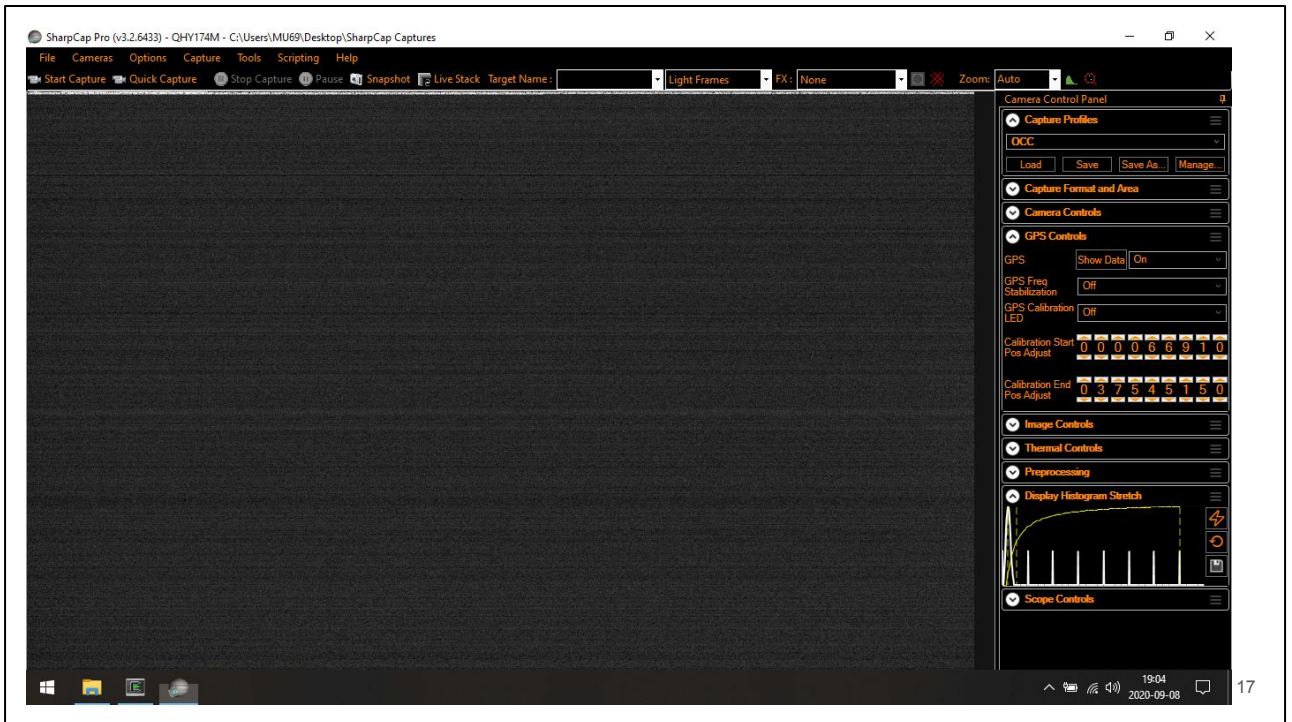 SharpCap Pro (v3.2.6433) - QHY174M - C:\Users\MU69\Desktop\SharpCap Captures
File Cameras Options Capture Tools Scripting Help
Start Capture Quick Capture Stop Capture Pause Snapshot Live Stack Target Name : Light Frames FX : None Zoom: Auto
Camera Control Panel
Capture Profiles
OCC
Load Save Save As... Manage...
Capture Format and Area
Camera Controls
GPS Controls
GPS Show Data On
GPS Freq
Stabilization Off
GPS Calibration
LED Off
Calibration Start
Pos Adjust 0 0 0 0 6 6 9 1 0
Calibration End
Pos Adjust 0 3 7 5 4 5 1 5 0
Image Controls
Thermal Controls
Preprocessing
Display Histogram Stretch
Scope Controls
19:04
2020-09-08
17